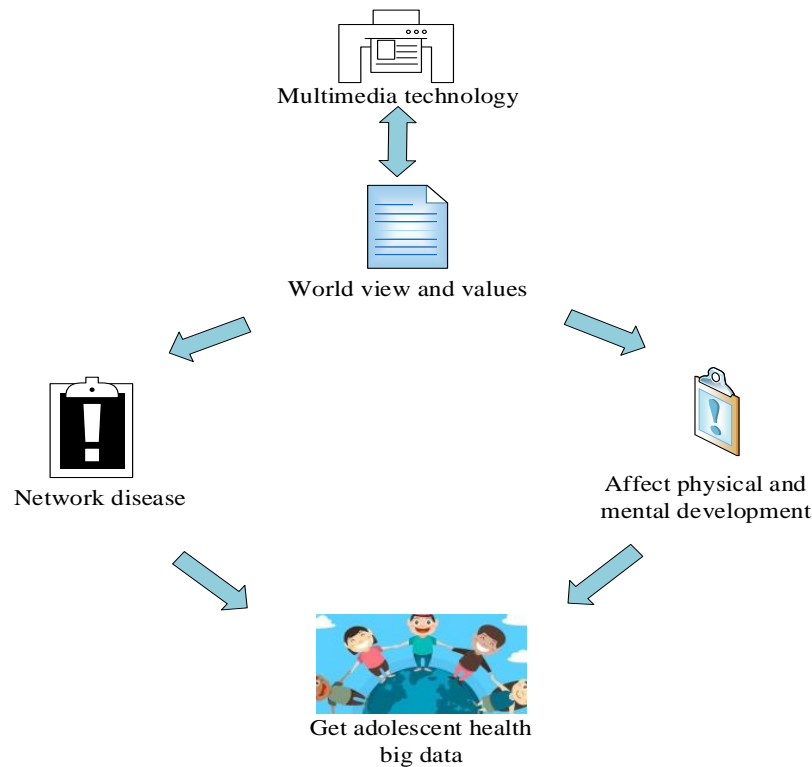 Multimedia technology
World view and values
Network disease
Affect physical and
mental development
Get adolescent health
big data